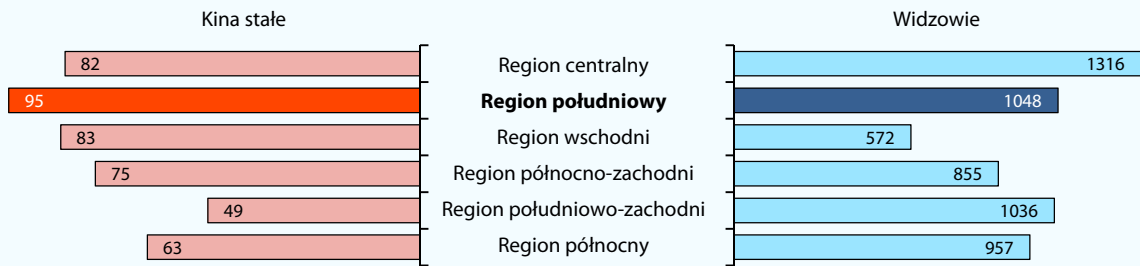 Kina stałe Widzowie
82 Region centralny 1316
95 Region południowy 1048
83 Region wschodni 572
75 Region północno-zachodni 855
49 Region południowo-zachodni 1036
63 Region północny 957